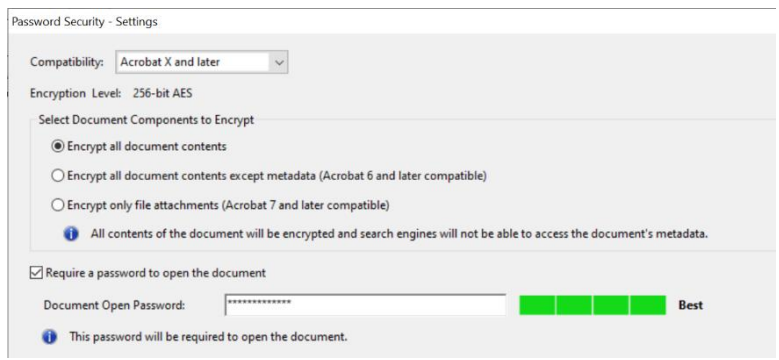 Password Security - Settings
Compatibility: Acrobat X and later
Encryption Level: 256-bit AES
Select Document Components to Encrypt
Encrypt all document contents
Encrypt all document contents except metadata (Acrobat 6 and later compatible)
Encrypt only file attachments (Acrobat 7 and later compatible)
All contents of the document will be encrypted and search engines will not be able to access the document's metadata.
Require a password to open the document
Document Open Password: ************* Best
This password will be required to open the document.